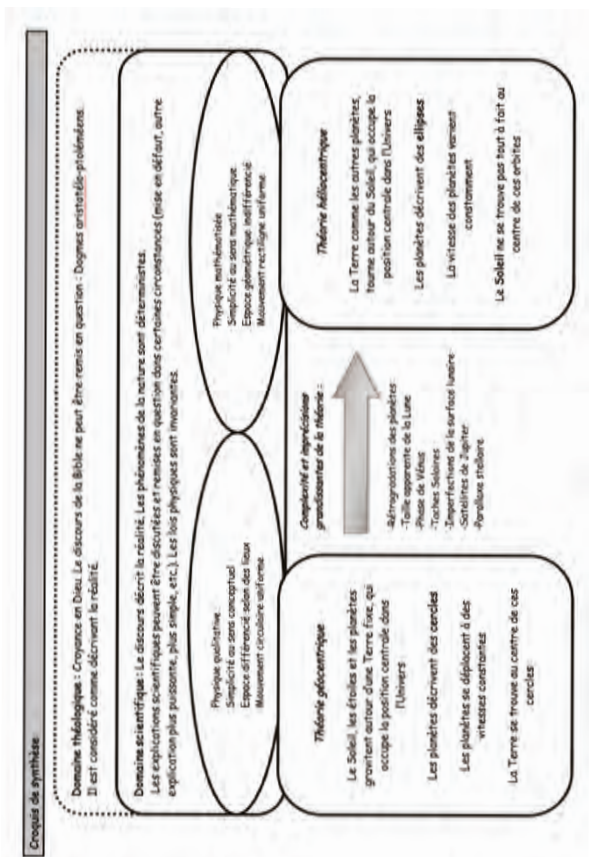 Croquis de synthèse
Domaine théologique : Croyance en Dieu. Le discours de la Bible ne peut être remis en question : Dogmes aristotélo-ptoléméens.
Il est considéré comme décrivant la réalité.
Domaine scientifique : Le discours décrit la réalité. Les phénomènes de la nature sont déterministes.
Les explications scientifiques peuvent être discutées et remises en question dans certaines circonstances (mise en défaut, autre
explication plus puissante, plus simple, etc.). Les lois physiques sont invariantes.
Physique qualitative
Simplicité au sens conceptuel
Espace différencié selon des lieux
Mouvement circulaire uniforme
Physique mathématisée
Simplicité au sens mathématique
Espace géométrique indifférencié
Mouvement rectiligne uniforme
Théorie géocentrique
Le Soleil, les étoiles et les planètes
gravitent autour d'une Terre fixe, qui
occupe la position centrale dans
l'Univers
Les planètes décrivent des cercles
Les planètes se déplacent à des
vitesses constantes
La Terre se trouve au centre de ces
cercles
Complexité et imprécisions
grandissantes de la théorie :
-Rétrogradations des planètes
-Taille apparente de la Lune
-Phase de Vénus
-Taches Solaires
-Imperfections de la surface lunaire
-Satellites de Jupiter
-Parallaxe stellaire
Théorie héliocentrique
La Terre comme les autres planètes,
tourne autour du Soleil, qui occupe la
position centrale dans l'Univers
Les planètes décrivent des ellipses
La vitesse des planètes varient
constamment
Le Soleil ne se trouve pas tout à fait au
centre de ces orbites